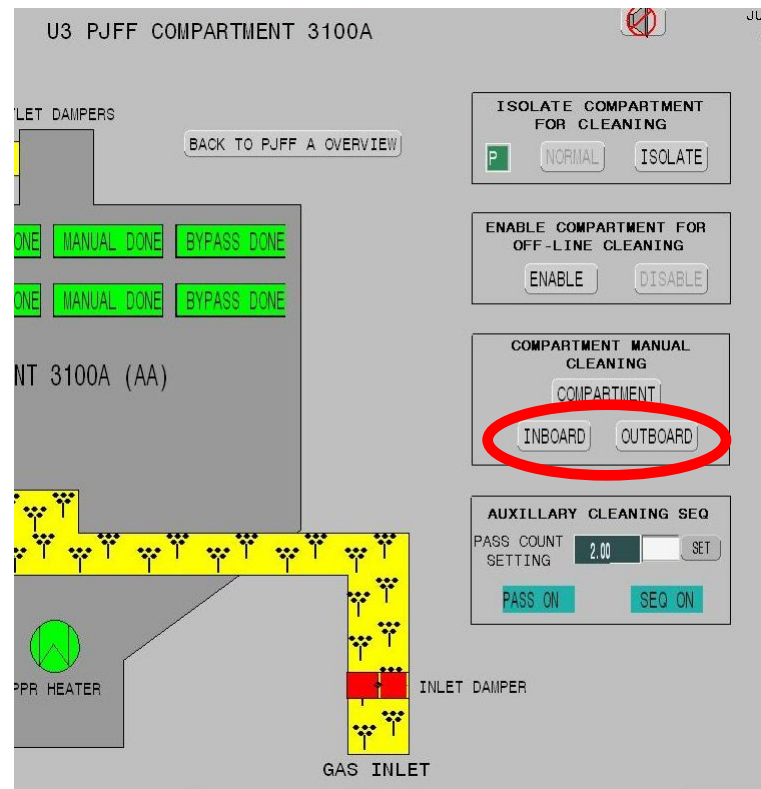 U3 PJFF COMPARTMENT 3100A
JU
LET DAMPERS
BACK TO PJFF A OVERVIEW
ISOLATE COMPARTMENT
FOR CLEANING
P NORMAL ISOLATE
ONE MANUAL DONE BYPASS DONE
ONE MANUAL DONE BYPASS DONE
ENABLE COMPARTMENT FOR
OFF-LINE CLEANING
ENABLE DISABLE
NT 3100A (AA)
COMPARTMENT MANUAL
CLEANING
COMPARTMENT
INBOARD OUTBOARD
AUXILLARY CLEANING SEQ
PASS COUNT
SETTING
2.00 SET
PASS ON SEQ ON
PPR HEATER
INLET DAMPER
GAS INLET